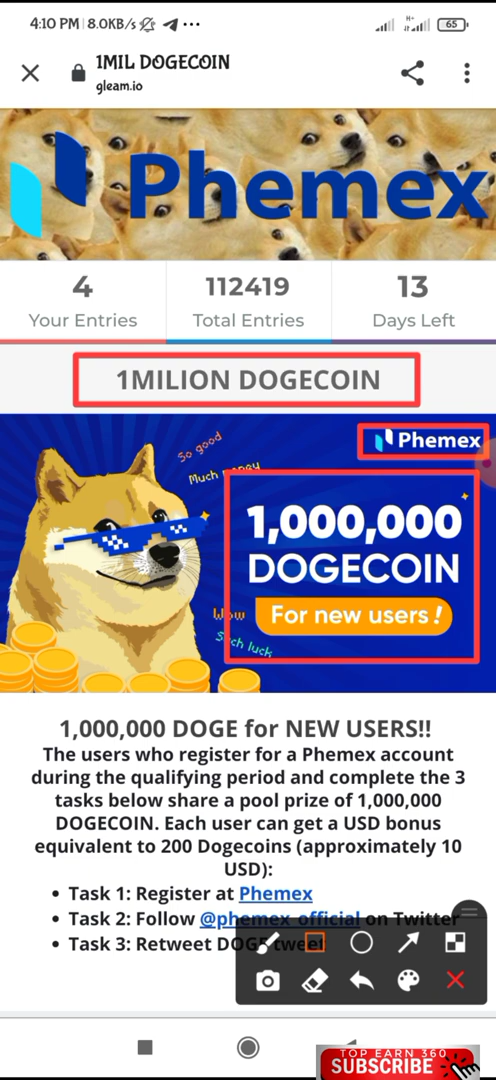 4:10 PM 8.0KB/s
H+
65
1MIL DOGECOIN
gleam.io
Phemex
4
112419
13
Your Entries
Total Entries
Days Left
1MILION DOGECOIN
Phemex
So good
Much money
1,000,000
DOGECOIN
Wow
For new users!
Such luck
1,000,000 DOGE for NEW USERS!!
The users who register for a Phemex account
during the qualifying period and complete the 3
tasks below share a pool prize of 1,000,000
DOGECOIN. Each user can get a USD bonus
equivalent to 200 Dogecoins (approximately 10
USD):
• Task 1: Register at Phemex
• Task 2: Follow @phemex_official on Twitter
• Task 3: Retweet DOGE tweet
TOP EARN 360
SUBSCRIBE